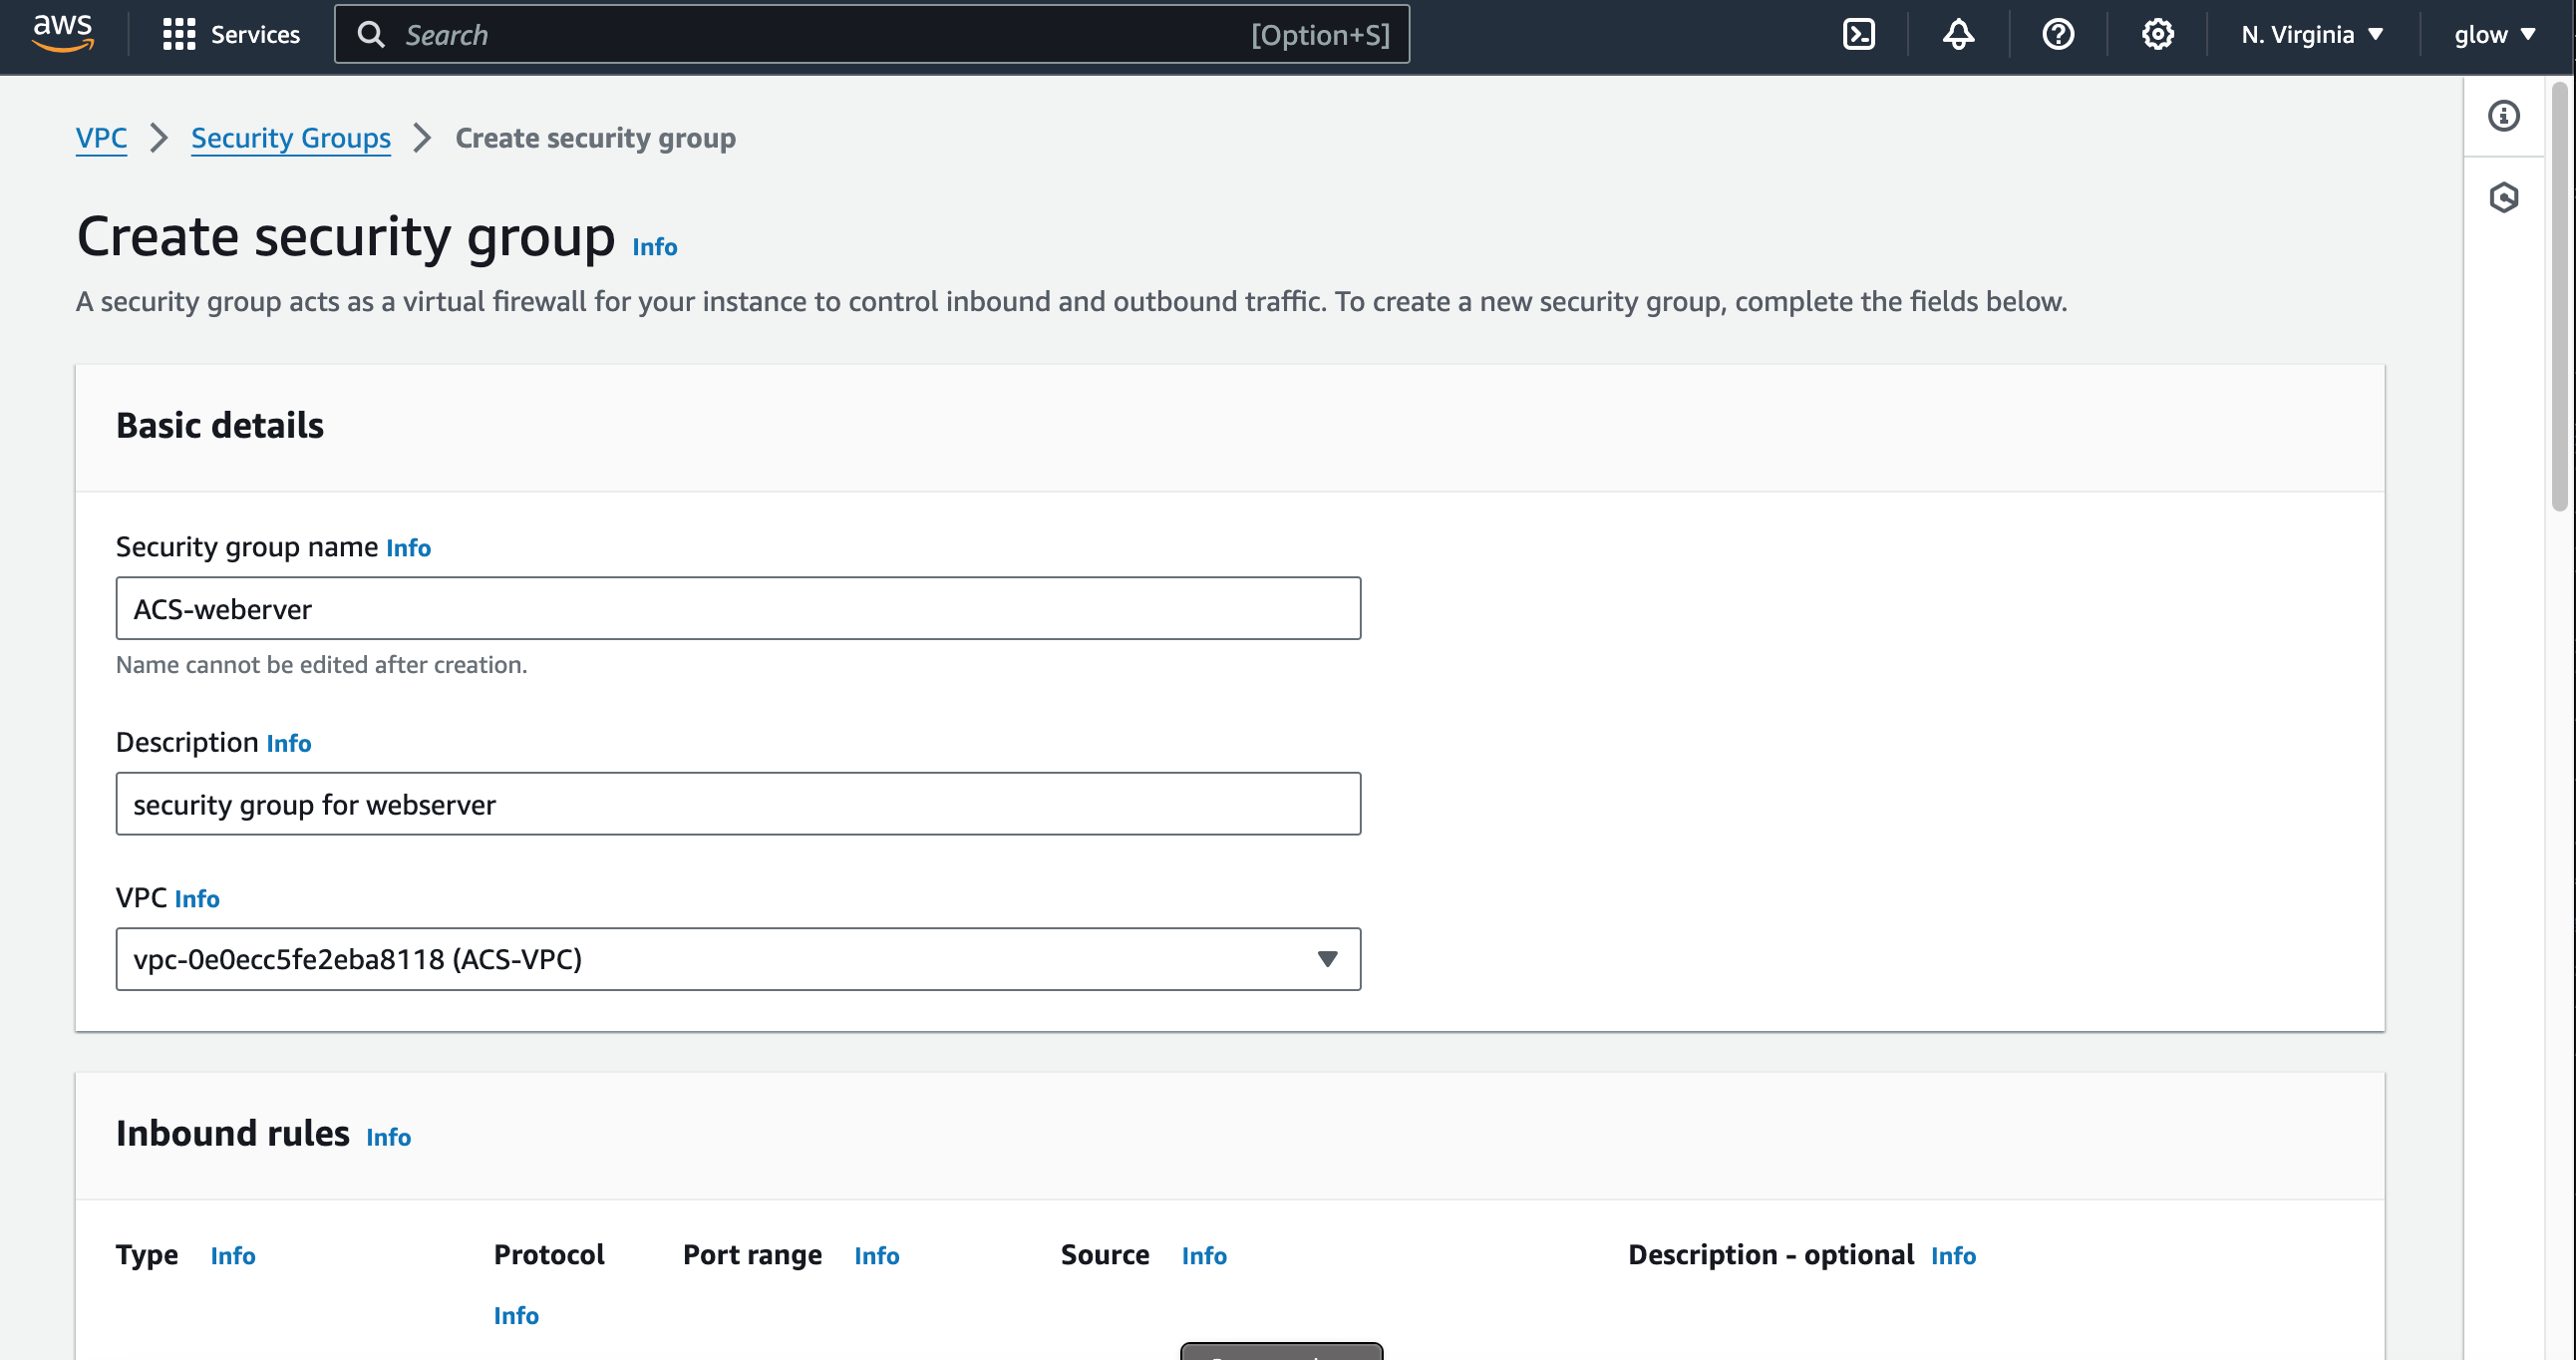 aws Services Search [Option+S] N. Virginia glow
VPC Security Groups Create security group
Create security group Info
A security group acts as a virtual firewall for your instance to control inbound and outbound traffic. To create a new security group, complete the fields below.
Basic details
Security group name Info
ACS-weberver
Name cannot be edited after creation.
Description Info
security group for webserver
VPC Info
vpc-0e0ecc5fe2eba8118 (ACS-VPC)
Inbound rules Info
Type Info Protocol Port range Info Source Info Description - optional Info
Info